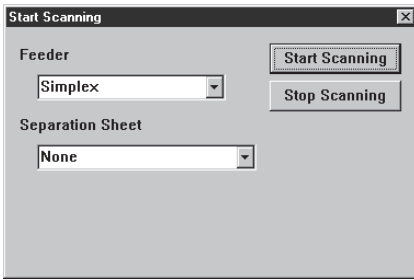 Start Scanning
Feeder
Start Scanning
Simplex
Stop Scanning
Separation Sheet
None